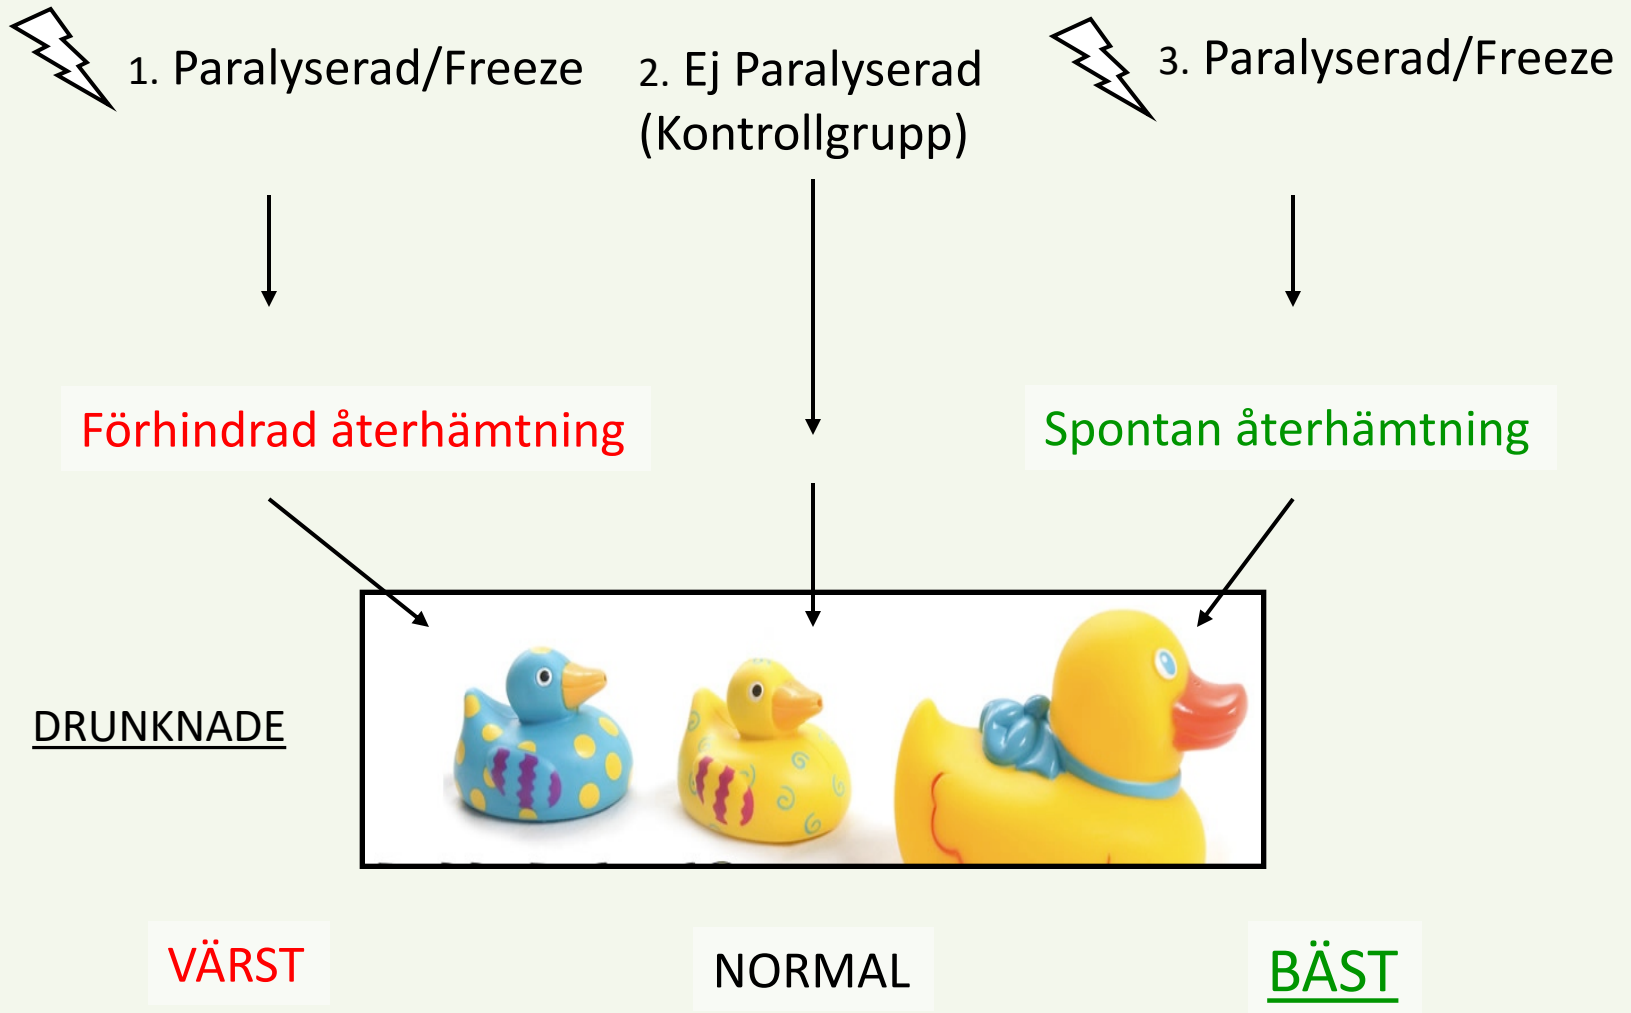 1. Paralyserad/Freeze
2. Ej Paralyserad
(Kontrollgrupp)
3. Paralyserad/Freeze
Förhindrad återhämtning
Spontan återhämtning
DRUNKNADE
VÄRST
NORMAL
BÄST